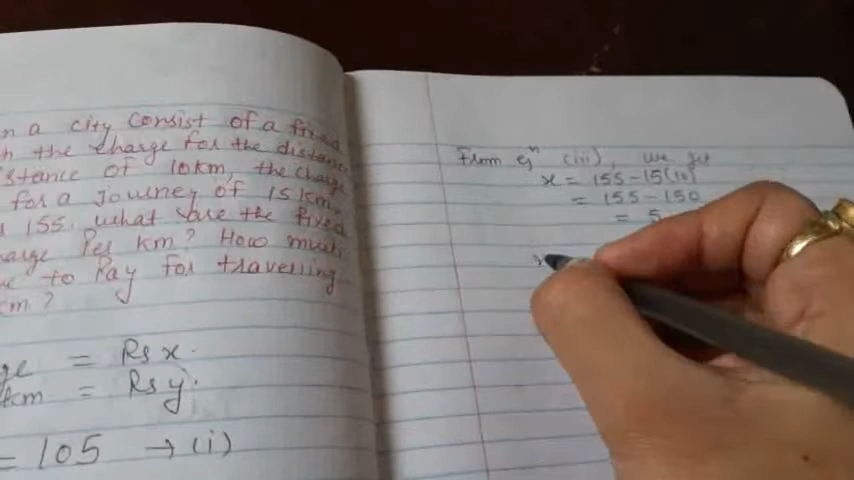 n a city consist of a fixed
h the charge for the distance
stance of 10km, the charge
for a journey of 15 km,
155. what are the fixed
arge Per km? How much
to Pay for travelling
km?
ge = Rs x.
km = Rs y.
= 105 → (i)
From eqⁿ (iii), we get
x = 155 - 15(10)
= 155 - 150
= 5
x